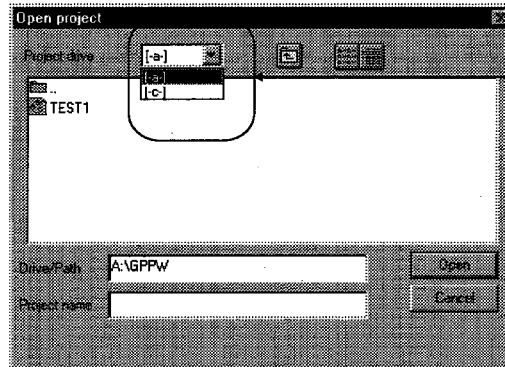 Open project
Project drive [-a-]
[-a-]
[-c-]
..
TEST1
Drive/Path A:\GPPW Open
Project name Cancel